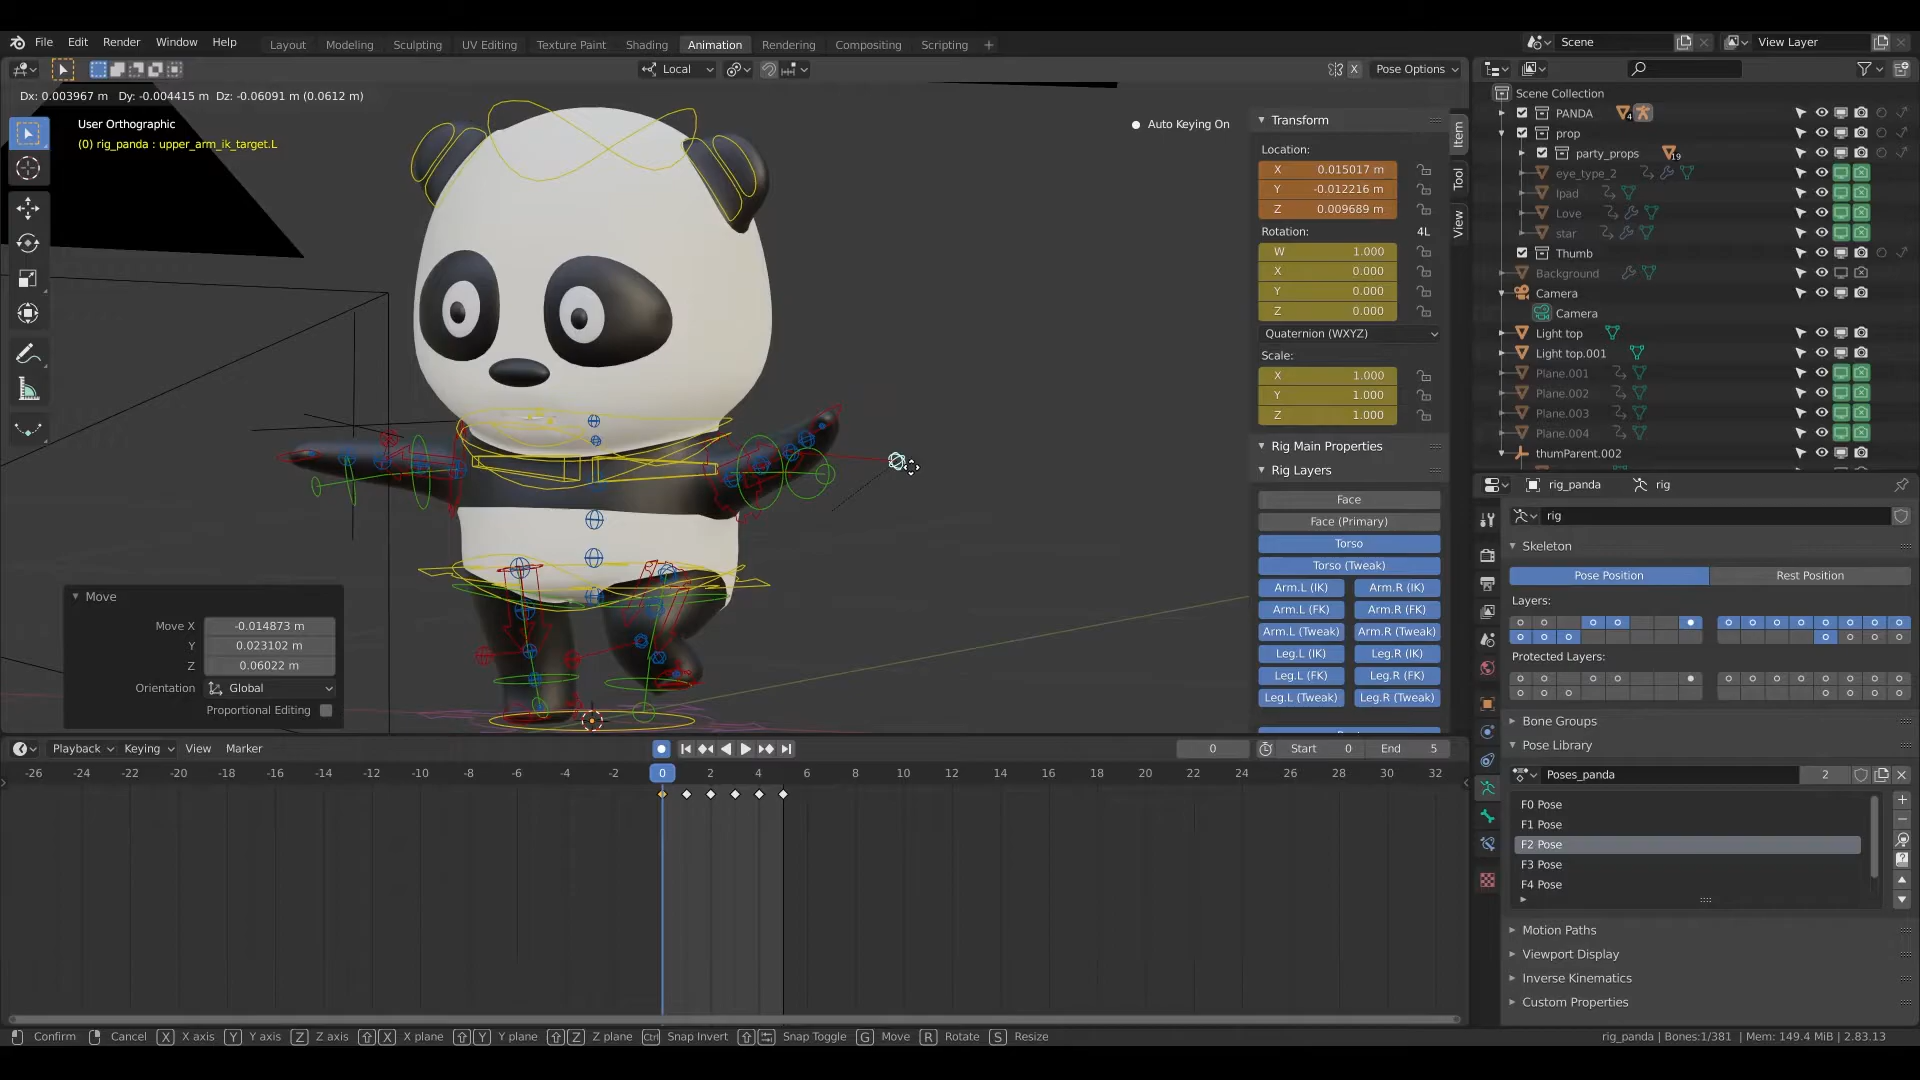 File Edit Render Window Help
Layout Modeling Sculpting UV Editing Texture Paint Shading Animation Rendering Compositing Scripting +
Scene
View Layer
Local
X
Pose Options
Dx: 0.003967 m Dy: -0.004415 m Dz: -0.06091 m (0.0612 m)
User Orthographic
(0) rig_panda : upper_arm_ik_target.L
Auto Keying On
Item
Tool
View
Transform
Location:
X 0.015017 m
Y -0.012216 m
Z 0.009689 m
Rotation: 4L
W 1.000
X 0.000
Y 0.000
Z 0.000
Quaternion (WXYZ)
Scale:
X 1.000
Y 1.000
Z 1.000
Rig Main Properties
Rig Layers
Face
Face (Primary)
Torso
Torso (Tweak)
Arm.L (IK) Arm.R (IK)
Arm.L (FK) Arm.R (FK)
Arm.L (Tweak) Arm.R (Tweak)
Leg.L (IK) Leg.R (IK)
Leg.L (FK) Leg.R (FK)
Leg.L (Tweak) Leg.R (Tweak)
Move
Move X -0.014873 m
Y 0.023102 m
Z 0.06022 m
Orientation Global
Proportional Editing
Scene Collection
PANDA 4
prop
party_props 19
eye_type_2
Ipad
Love
star
Thumb
Background
Camera
Camera
Light top
Light top.001
Plane.001
Plane.002
Plane.003
Plane.004
thumParent.002
rig_panda rig
rig
Skeleton
Pose Position Rest Position
Layers:
Protected Layers:
Bone Groups
Pose Library
Poses_panda 2
F0 Pose
F1 Pose
F2 Pose
F3 Pose
F4 Pose
Motion Paths
Viewport Display
Inverse Kinematics
Custom Properties
Playback Keying View Marker
0 Start 0 End 5
-26 -24 -22 -20 -18 -16 -14 -12 -10 -8 -6 -4 -2 0 2 4 6 8 10 12 14 16 18 20 22 24 26 28 30 32
Confirm Cancel X X axis Y Y axis Z Z axis X X plane Y Y plane Z Z plane Ctrl Snap Invert Snap Toggle G Move R Rotate S Resize
rig_panda | Bones:1/381 | Mem: 149.4 MiB | 2.83.13